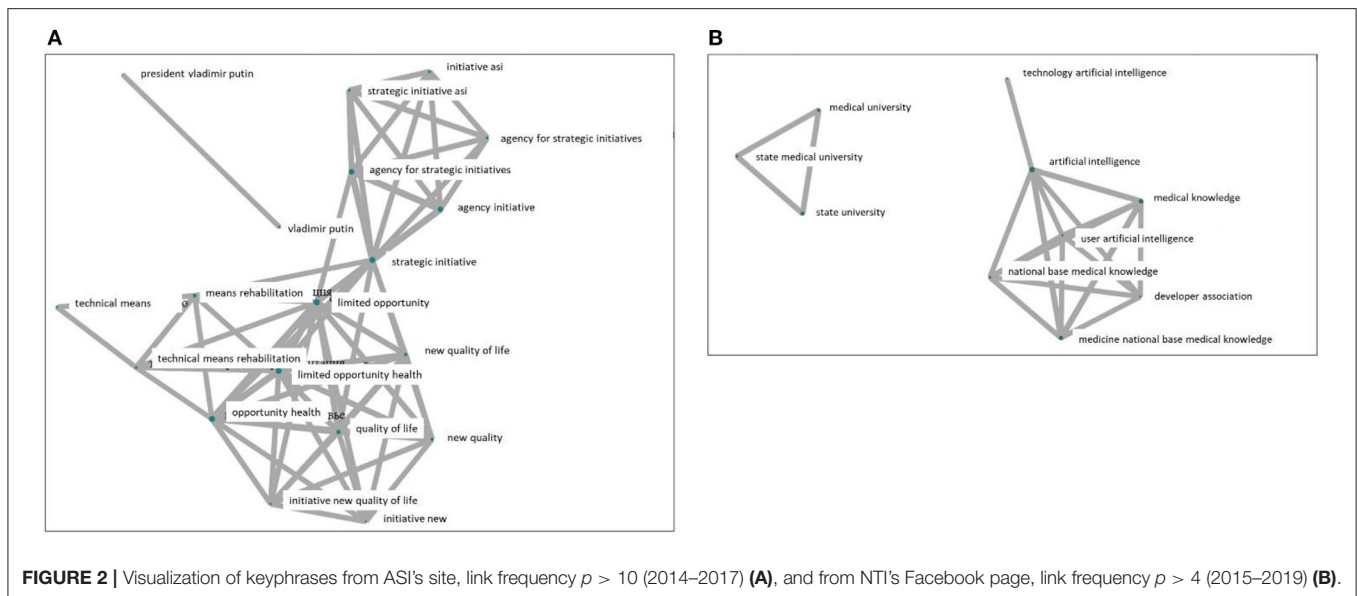 A
B
president vladimir putin
initiative asi
strategic initiative asi
agency for strategic initiatives
agency for strategic initiatives
agency initiative
vladimir putin
strategic initiative
technical means
means rehabilitation
limited opportunity
new quality of life
technical means rehabilitation
limited opportunity health
opportunity health
вье
quality of life
new quality
initiative new quality of life
initiative new
technology artificial intelligence
medical university
state medical university
state university
artificial intelligence
medical knowledge
user artificial intelligence
national base medical knowledge
developer association
medicine national base medical knowledge
FIGURE 2 | Visualization of keyphrases from ASI's site, link frequency p > 10 (2014–2017) (A), and from NTI's Facebook page, link frequency p > 4 (2015–2019) (B).